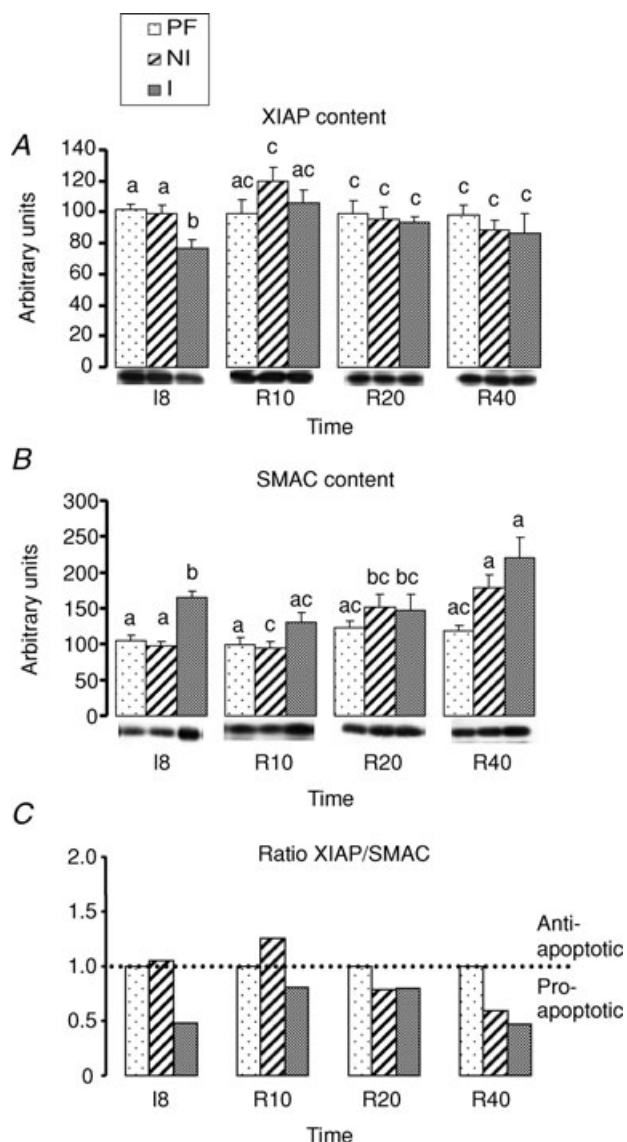 PF
NI
I
A
XIAP content
140
120
100
80
60
40
20
0
Arbitrary units
a a b
ac c ac
c c c
c c c
I8 R10 R20 R40
Time
B
SMAC content
300
250
200
150
100
50
0
Arbitrary units
a a b
a c ac
ac bc bc
ac a a
I8 R10 R20 R40
Time
C
Ratio XIAP/SMAC
2.0
1.5
1.0
0.5
0
Anti-
apoptotic
Pro-
apoptotic
I8 R10 R20 R40
Time